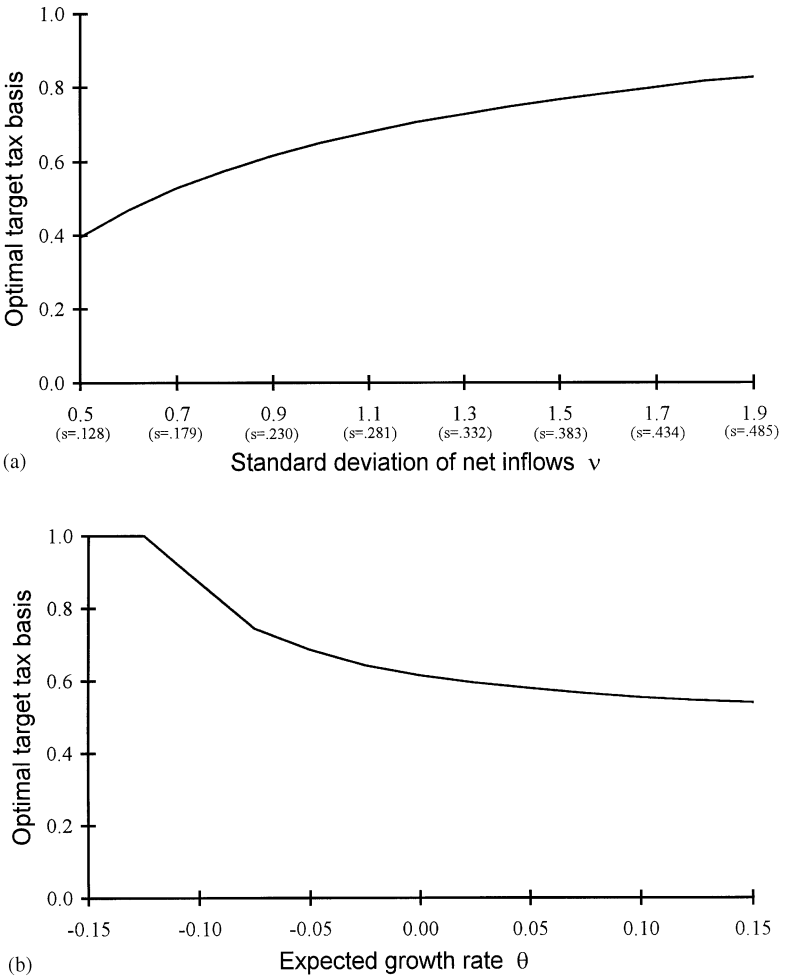 1.0
0.8
0.6
0.4
0.2
0.0
Optimal target tax basis
0.5 0.7 0.9 1.1 1.3 1.5 1.7 1.9
(s=.128) (s=.179) (s=.230) (s=.281) (s=.332) (s=.383) (s=.434) (s=.485)
(a) Standard deviation of net inflows ν
1.0
0.8
0.6
0.4
0.2
0.0
Optimal target tax basis
-0.15 -0.10 -0.05 0.00 0.05 0.10 0.15
(b) Expected growth rate θ